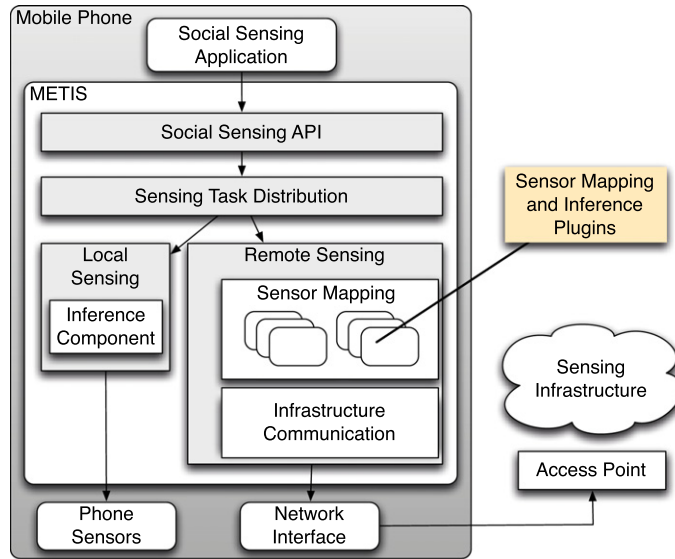 Mobile Phone
Social Sensing
Application
METIS
Social Sensing API
Sensing Task Distribution
Sensor Mapping
and Inference
Plugins
Local
Sensing
Inference
Component
Remote Sensing
Sensor Mapping
Infrastructure
Communication
Sensing
Infrastructure
Access Point
Phone
Sensors
Network
Interface